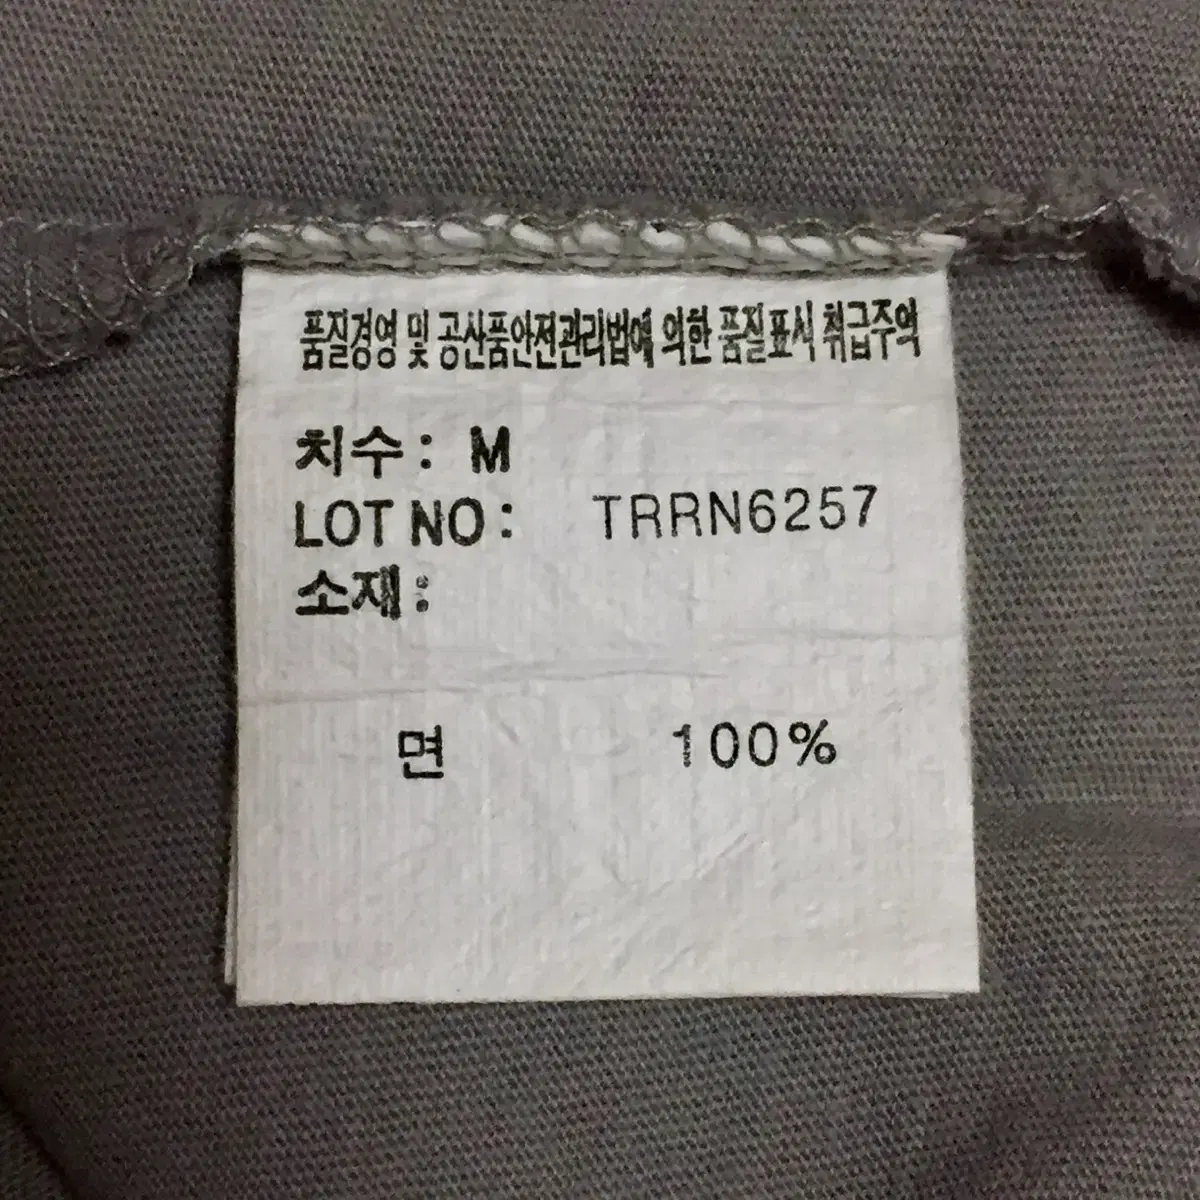 품질경영 및 공산품안전관리법에 의한 품질표시 취급주의
치수: M
LOT NO: TRRN6257
소재:
면 100%